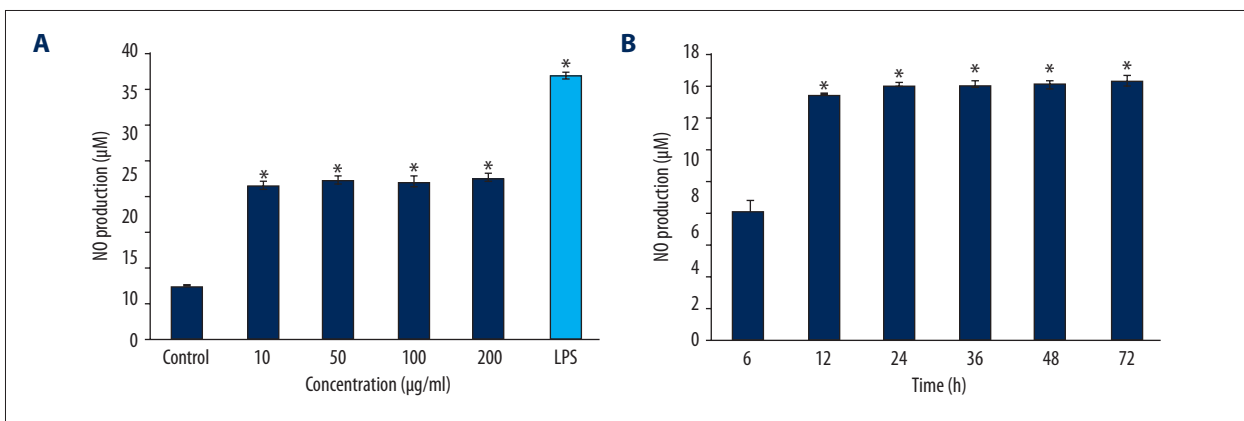 A
40
35
30
25
20
15
10
0
NO production (µM)
* * * * *
Control 10 50 100 200 LPS
Concentration (µg/ml)
B
18
16
12
10
8
6
4
2
0
NO production (µM)
* * * * *
6 12 24 36 48 72
Time (h)